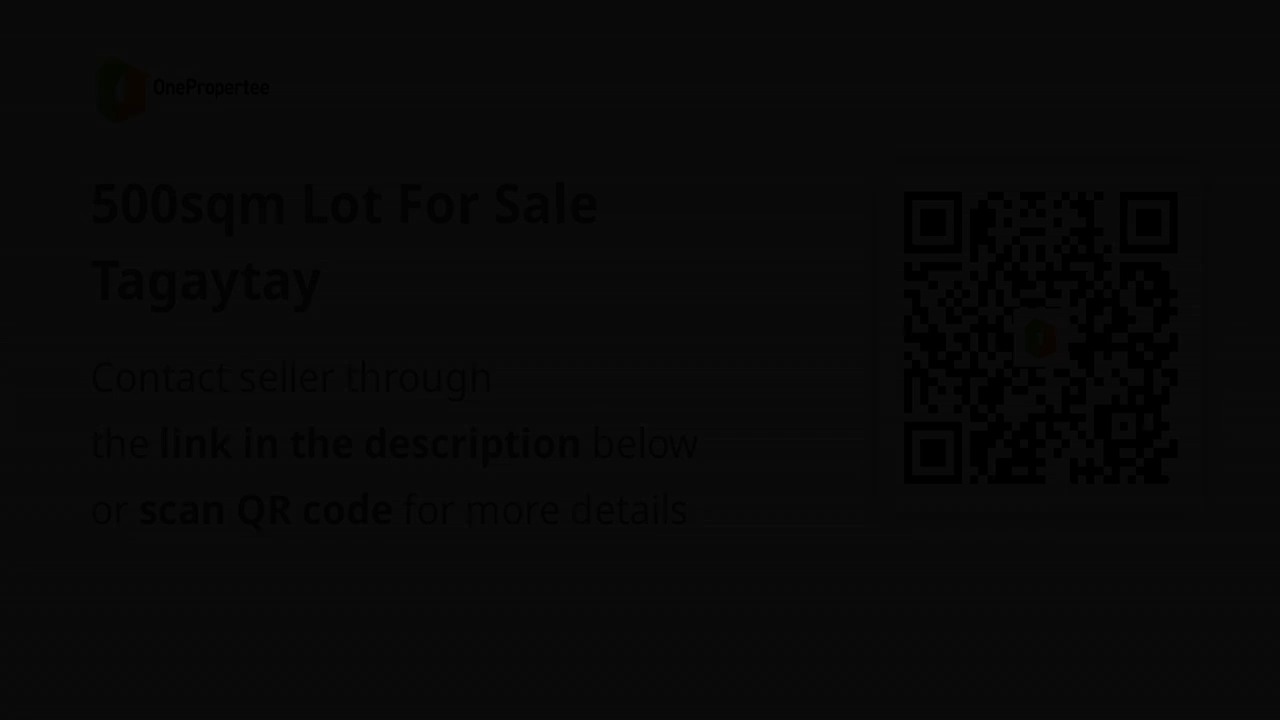 OnePropertee
500sqm Lot For Sale
Tagaytay
Contact seller through
the link in the description below
or scan QR code for more details